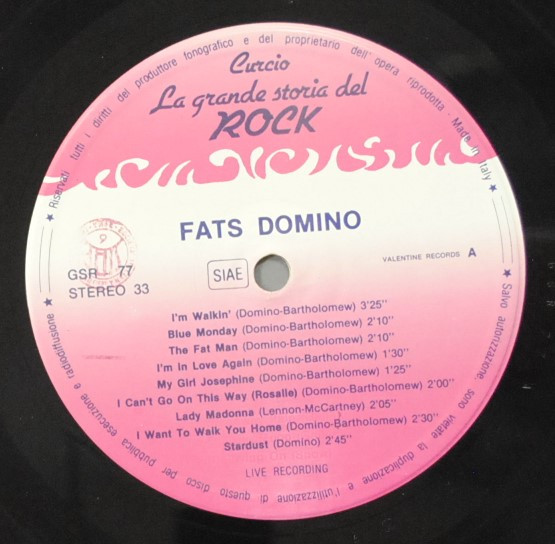 ★ Riservati tutti i diritti del produttore fonografico e del proprietario dell'opera riprodotta - Made in Italy ★
Curcio
La grande storia del
ROCK
FATS DOMINO
9
GSR 77
STEREO 33
SIAE
VALENTINE RECORDS A
I'm Walkin' (Domino-Bartholomew) 3'25''
Blue Monday (Domino-Bartholomew) 2'10''
The Fat Man (Domino-Bartholomew) 2'10''
I'm In Love Again (Domino-Bartholomew) 1'30''
My Girl Josephine (Domino-Bartholomew) 1'25''
I Can't Go On This Way (Rosalie) (Domino-Bartholomew) 2'00''
Lady Madonna (Lennon-McCartney) 2'05''
I Want To Walk You Home (Domino-Bartholomew) 2'30''
Stardust (Domino) 2'45''
LIVE RECORDING
★ Salvo autorizzazione sono vietate la duplicazione e l'utilizzazione di questo disco per pubblica esecuzione e radiodiffusione ★